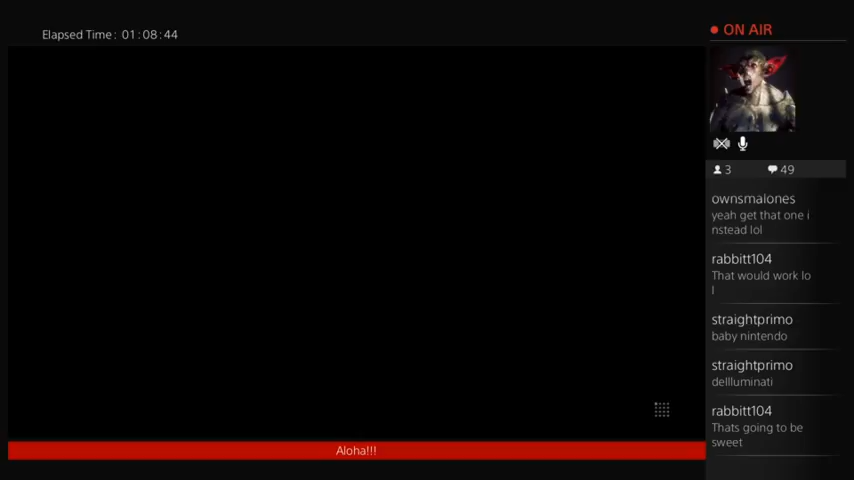 Elapsed Time: 01:08:44
ON AIR
3 49
ownsmalones
yeah get that one i
nstead lol
rabbitt104
That would work lo
l
straightprimo
baby nintendo
straightprimo
dellluminati
rabbitt104
Thats going to be
sweet
Aloha!!!